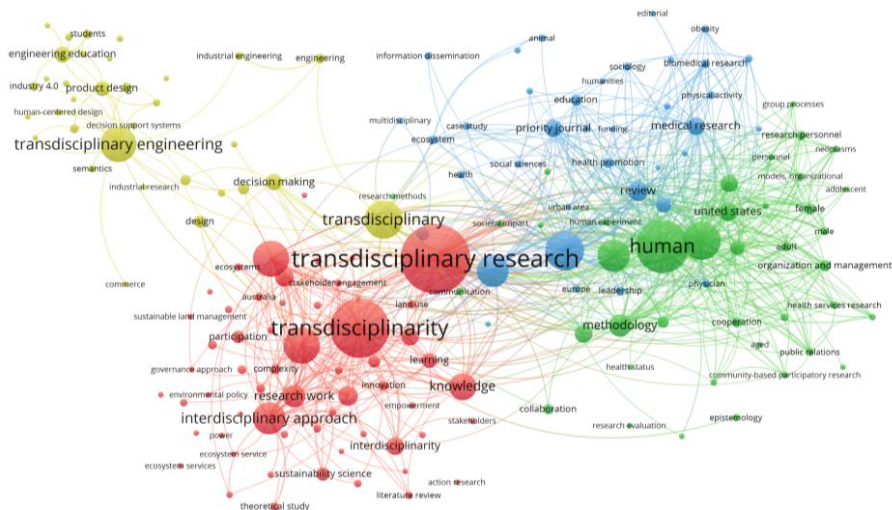 students
engineering education
industrial engineering
engineering
industry 4.0
product design
human-centered design
decision support systems
transdisciplinary engineering
semantics
industrial research
decision making
design
transdisciplinary
research methods
commerce
editorial
animal
obesity
information dissemination
sociology
biomedical research
humanities
physical activity
education
multidisciplinary
case study
priority journal
funding
medical research
ecosystem
social sciences
health promotion
health
review
urban area
societal impact
human experiment
group processes
research personnel
neoplasms
personnel
models, organizational
adolescent
united states
female
male
human
adult
organization and management
transdisciplinary research
ecosystems
stakeholder engagement
communication
europe
leadership
physician
australia
land use
health services research
sustainable land management
transdisciplinarity
methodology
cooperation
participation
aged
public relations
learning
health status
governance approach
complexity
community-based participatory research
innovation
knowledge
environmental policy
research work
empowerment
collaboration
interdisciplinary approach
stakeholders
epistemology
research evaluation
power
interdisciplinarity
ecosystem service
ecosystem services
sustainability science
action research
literature review
theoretical study